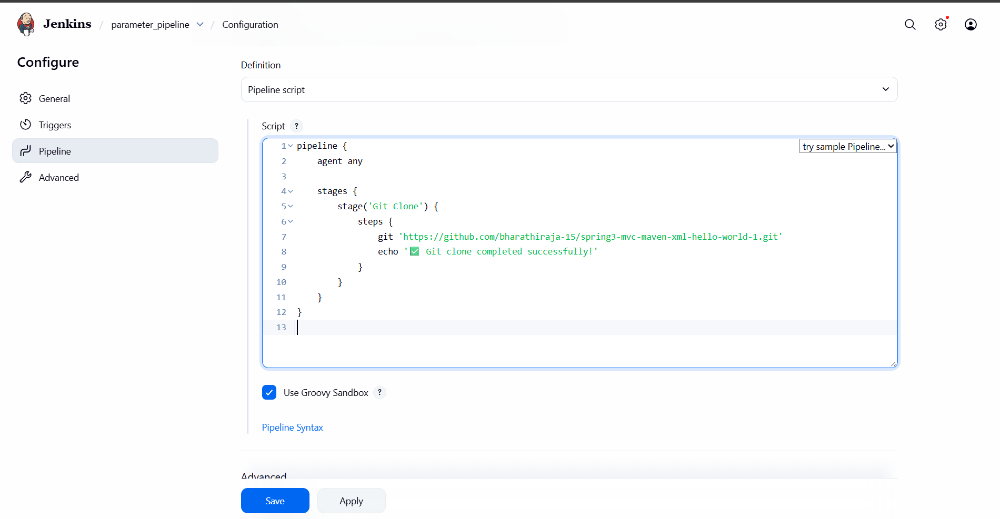 Jenkins / parameter_pipeline / Configuration
Configure
General
Triggers
Pipeline
Advanced
Definition
Pipeline script
Script ?
try sample Pipeline...
1 pipeline {
2     agent any
3
4     stages {
5         stage('Git Clone') {
6             steps {
7                 git 'https://github.com/bharathiraja-15/spring3-mvc-maven-xml-hello-world-1.git'
8                 echo '✅ Git clone completed successfully!'
9             }
10         }
11     }
12 }
13
Use Groovy Sandbox ?
Pipeline Syntax
Advanced
Save
Apply